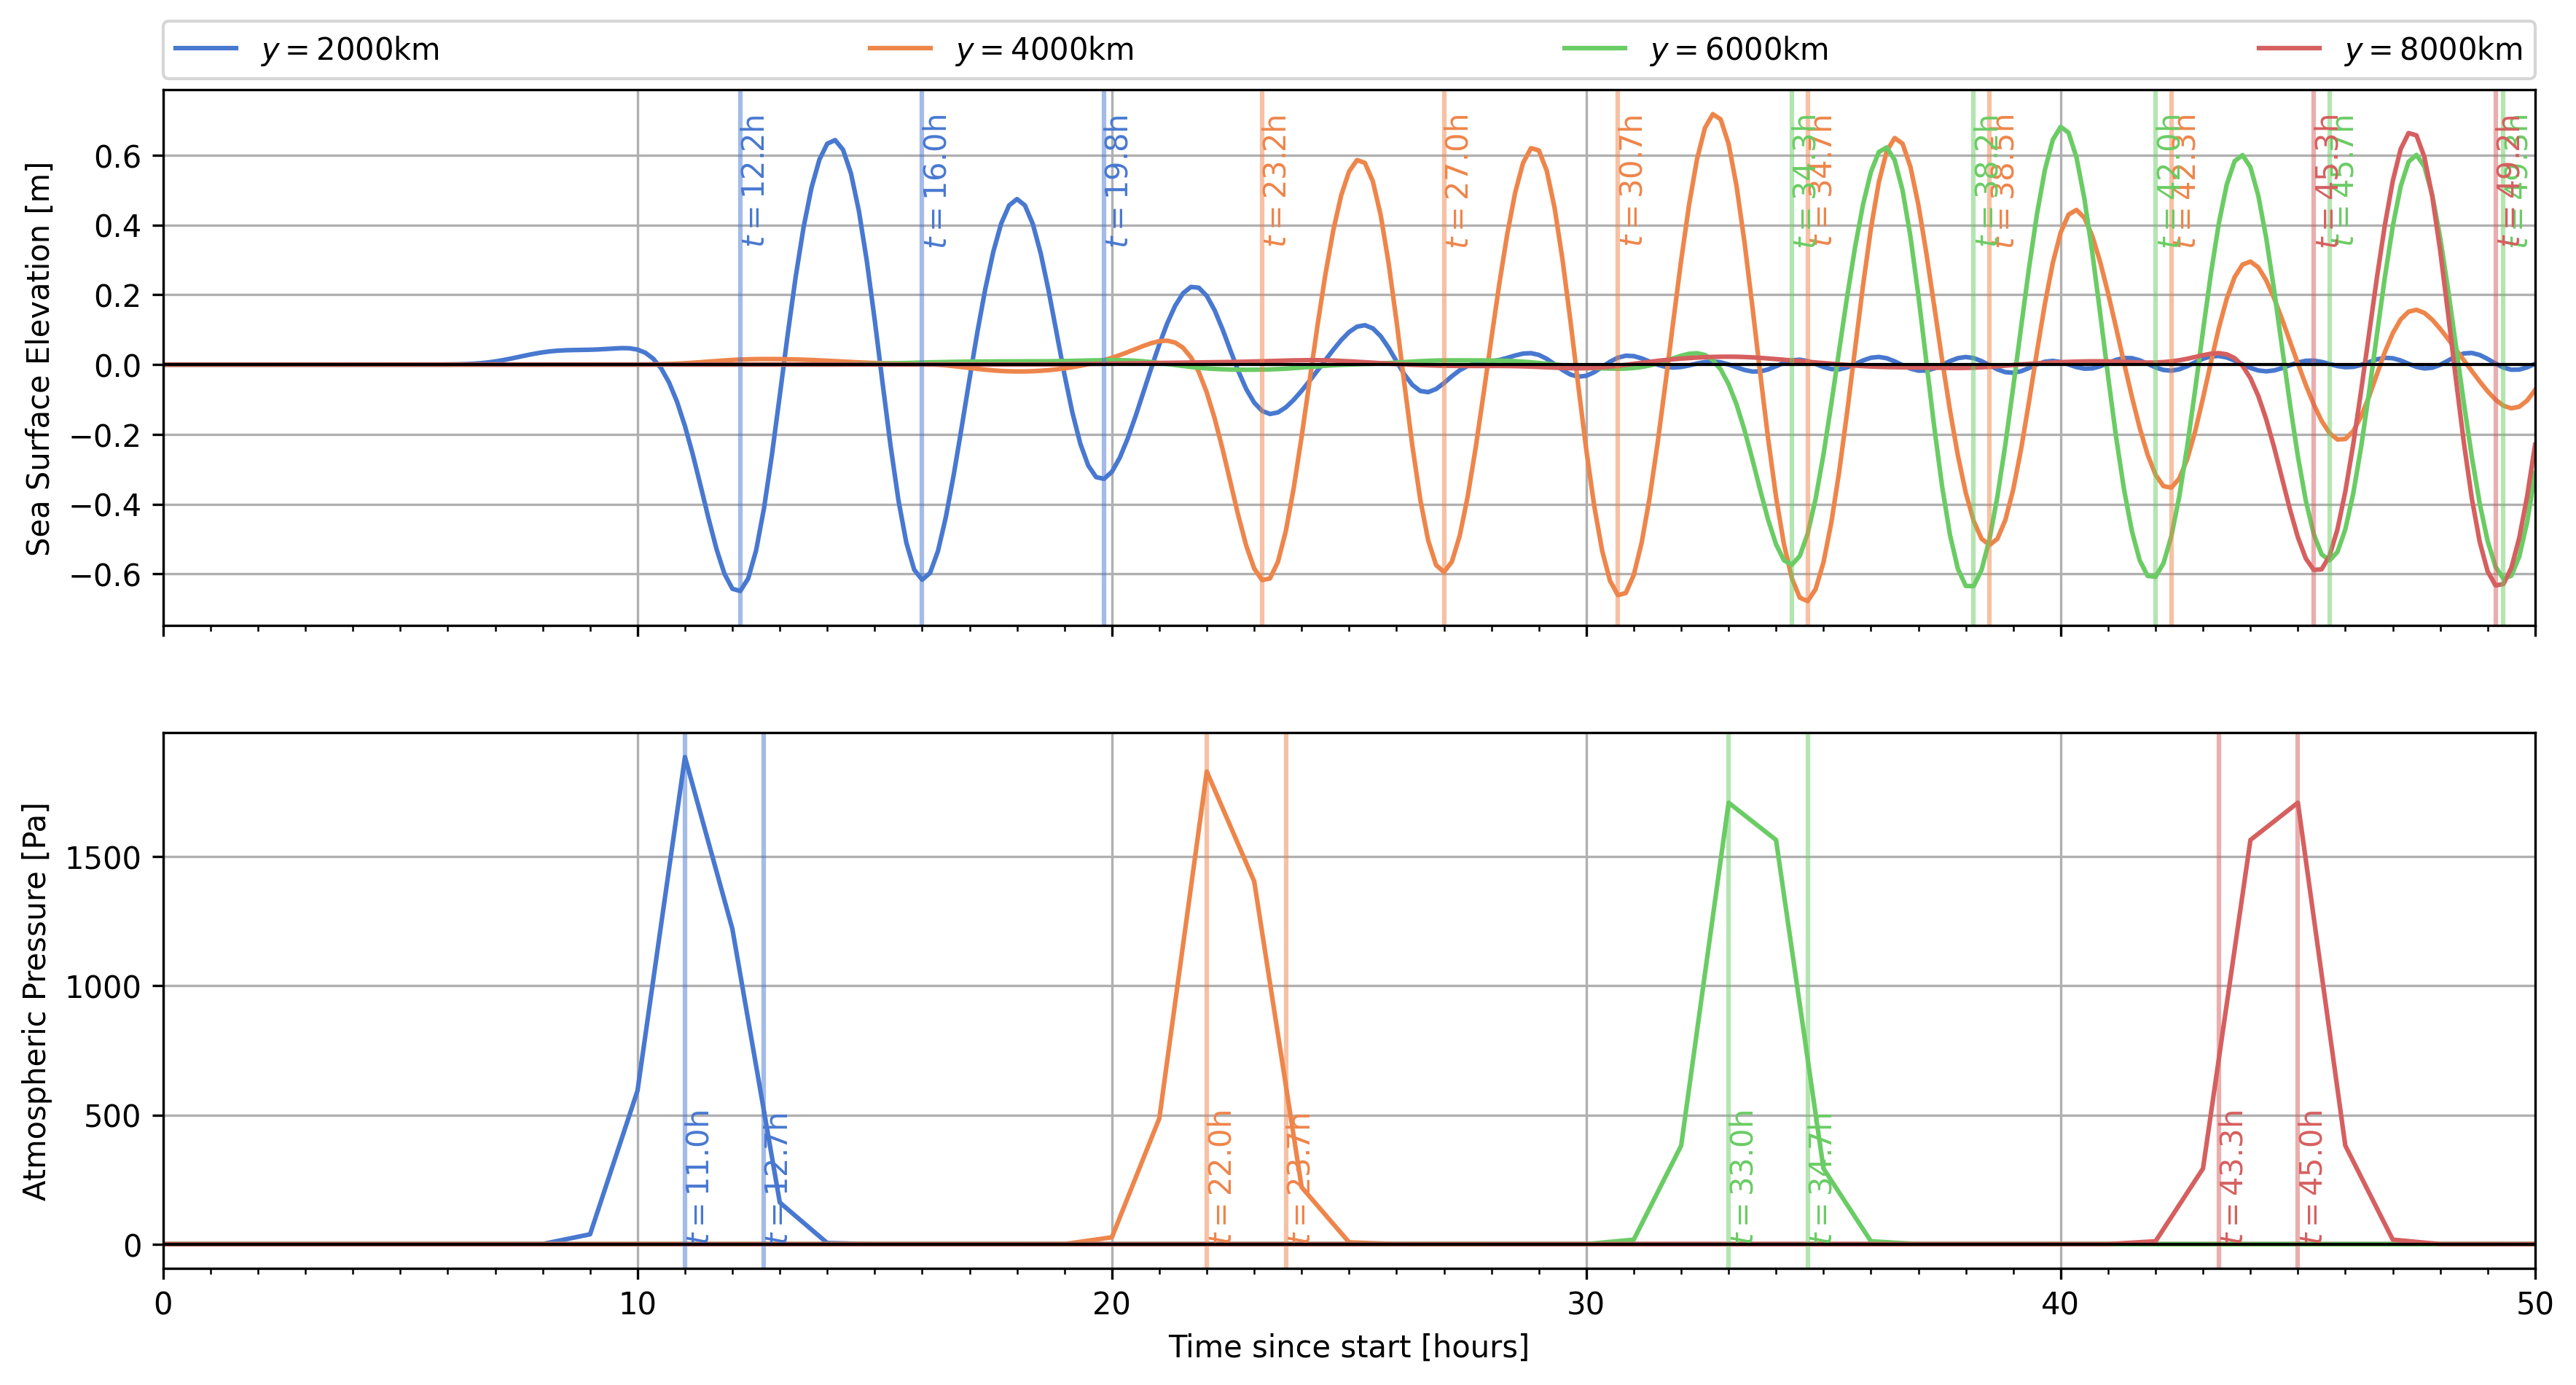 y = 2000km
y = 4000km
y = 6000km
y = 8000km
Sea Surface Elevation [m]
0.6
0.4
0.2
0.0
−0.2
−0.4
−0.6
t = 12.2h
t = 16.0h
t = 19.8h
t = 23.2h
t = 27.0h
t = 30.7h
t = 34.3h
t = 34.7h
t = 38.2h
t = 38.5h
t = 42.0h
t = 42.3h
t = 45.3h
t = 45.7h
t = 49.2h
t = 49.3h
Atmospheric Pressure [Pa]
1500
1000
500
0
t = 11.0h
t = 12.7h
t = 22.0h
t = 23.7h
t = 33.0h
t = 34.7h
t = 43.3h
t = 45.0h
0 10 20 30 40 50
Time since start [hours]